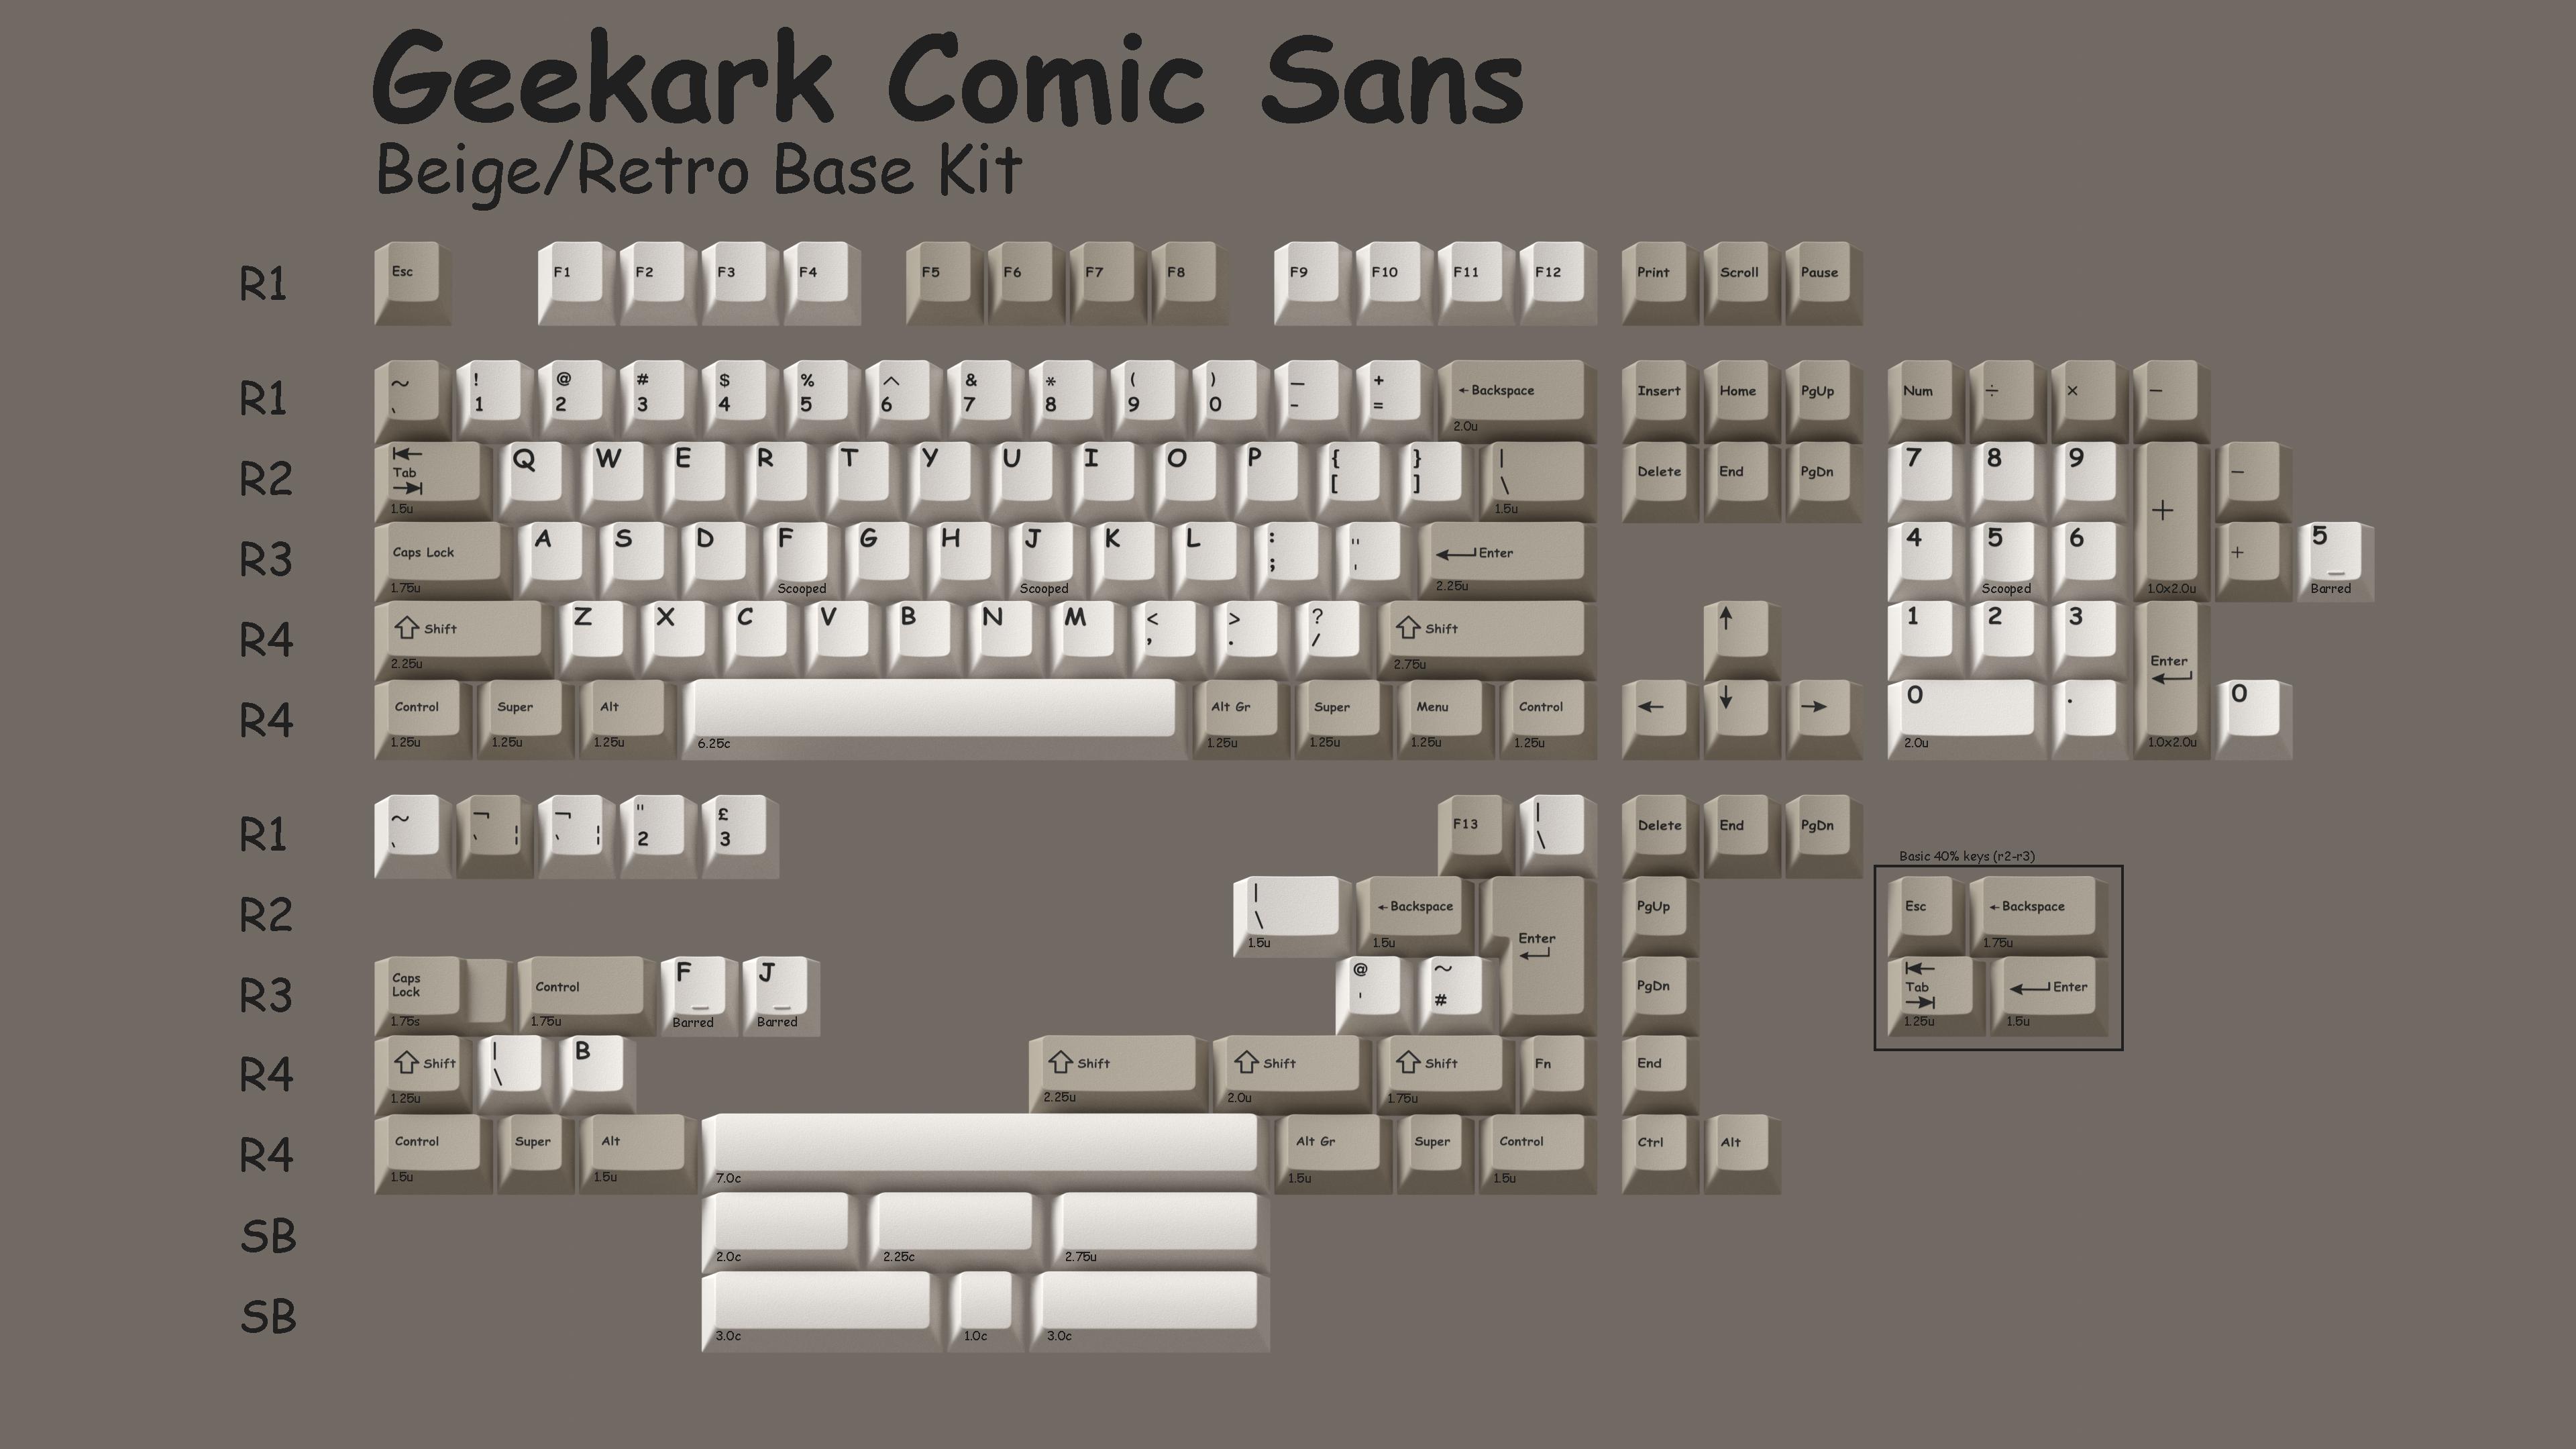 Geekark Comic Sans
Beige/Retro Base Kit
R1 Esc F1 F2 F3 F4 F5 F6 F7 F8 F9 F10 F11 F12 Print Scroll Pause
~ ! @ # $ % ^ & * ( ) — +
R1 ` 1 2 3 4 5 6 7 8 9 0 - = ←Backspace Insert Home PgUp Num ÷ × −
2.0u
R2 |← Tab →| Q W E R T Y U I O P { [ } ] | \ Delete End PgDn 7 8 9 + −
1.5u 1.5u
R3 Caps Lock A S D F G H J K L : ; " ' ← Enter 4 5 6 + 5
1.75u Scooped Scooped 2.25u Scooped 1.0x2.0u Barred
R4 ⇧ Shift Z X C V B N M < , > . ? / ⇧ Shift ↑ 1 2 3 Enter ←
2.25u 2.75u
R4 Control Super Alt Alt Gr Super Menu Control ← ↓ → 0 . 0
1.25u 1.25u 1.25u 6.25c 1.25u 1.25u 1.25u 1.25u 2.0u 1.0x2.0u
R1 ~ ` ¬ ` ¦ ¬ ` ¦ " 2 £ 3 F13 | \ Delete End PgDn
Basic 40% keys (r2-r3)
R2 | \ ←Backspace Enter ← PgUp Esc ←Backspace
1.5u 1.5u 1.75u
R3 Caps Lock Control F J @ ' ~ # PgDn |← Tab →| ← Enter
1.75s 1.75u Barred Barred 1.25u 1.5u
R4 ⇧ Shift | \ B ⇧ Shift ⇧ Shift ⇧ Shift Fn End
1.25u 2.25u 2.0u 1.75u
R4 Control Super Alt Alt Gr Super Control Ctrl Alt
1.5u 1.5u 7.0c 1.5u 1.5u
SB
2.0c 2.25c 2.75u
SB
3.0c 1.0c 3.0c